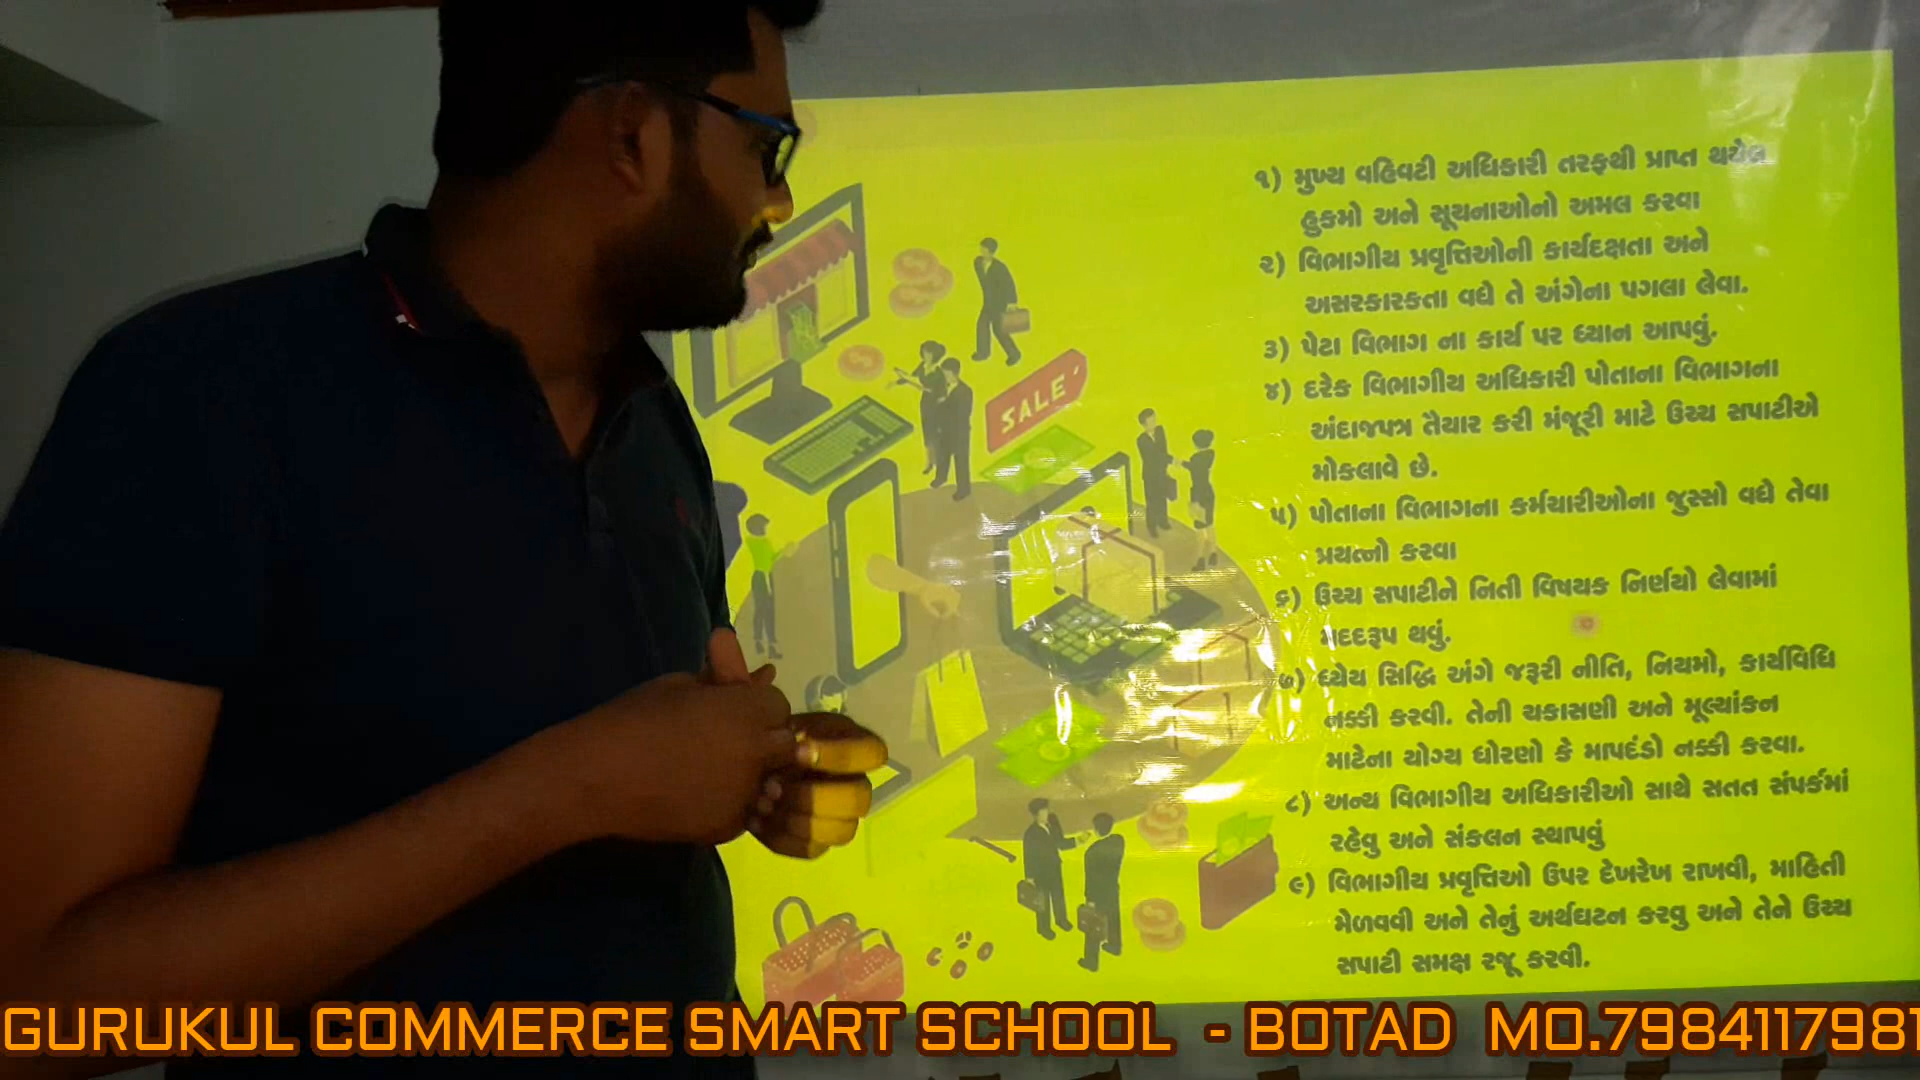 ૧) મુખ્ય વહિવટી અધિકારી તરફથી પ્રાપ્ત થયેલ
હુકમો અને સૂચનાઓનો અમલ કરવા
૨) વિભાગીય પ્રવૃત્તિઓની કાર્યદક્ષતા અને
અસરકારકતા વધે તે અંગેના પગલા લેવા.
૩) પેટા વિભાગ ના કાર્ય પર ધ્યાન આપવું.
૪) દરેક વિભાગીય અધિકારી પોતાના વિભાગના
અંદાજપત્ર તૈયાર કરી મંજૂરી માટે ઉચ્ચ સપાટીએ
મોકલાવે છે.
SALE
૫) પોતાના વિભાગના કર્મચારીઓના જુસ્સો વધે તેવા
પ્રયત્નો કરવા
૬) ઉચ્ચ સપાટીને નિતી વિષયક નિર્ણયો લેવામાં
મદદરૂપ થવું.
૭) ધ્યેય સિદ્ધિ અંગે જરૂરી નીતિ, નિયમો, કાર્યવિધિ
નક્કી કરવી. તેની ચકાસણી અને મૂલ્યાંકન
માટેના યોગ્ય ધોરણો કે માપદંડો નક્કી કરવા.
૮) અન્ય વિભાગીય અધિકારીઓ સાથે સતત સંપર્કમાં
રહેવુ અને સંકલન સ્થાપવું
૯) વિભાગીય પ્રવૃત્તિઓ ઉપર દેખરેખ રાખવી, માહિતી
મેળવવી અને તેનું અર્થઘટન કરવુ અને તેને ઉચ્ચ
સપાટી સમક્ષ રજૂ કરવી.
GURUKUL COMMERCE SMART SCHOOL - BOTAD MO.7984117981